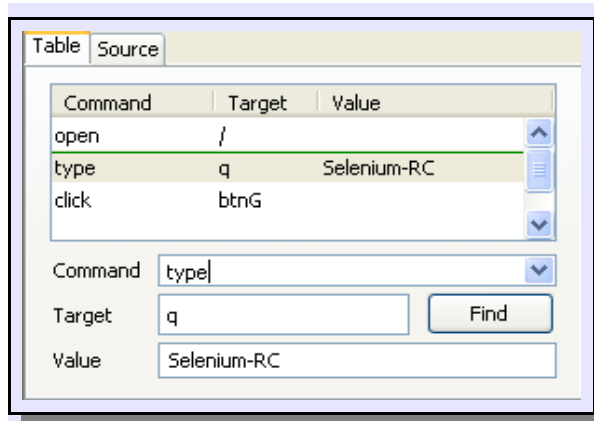 Table Source
Command Target Value
open /
type q Selenium-RC
click btnG
Command type
Target q Find
Value Selenium-RC